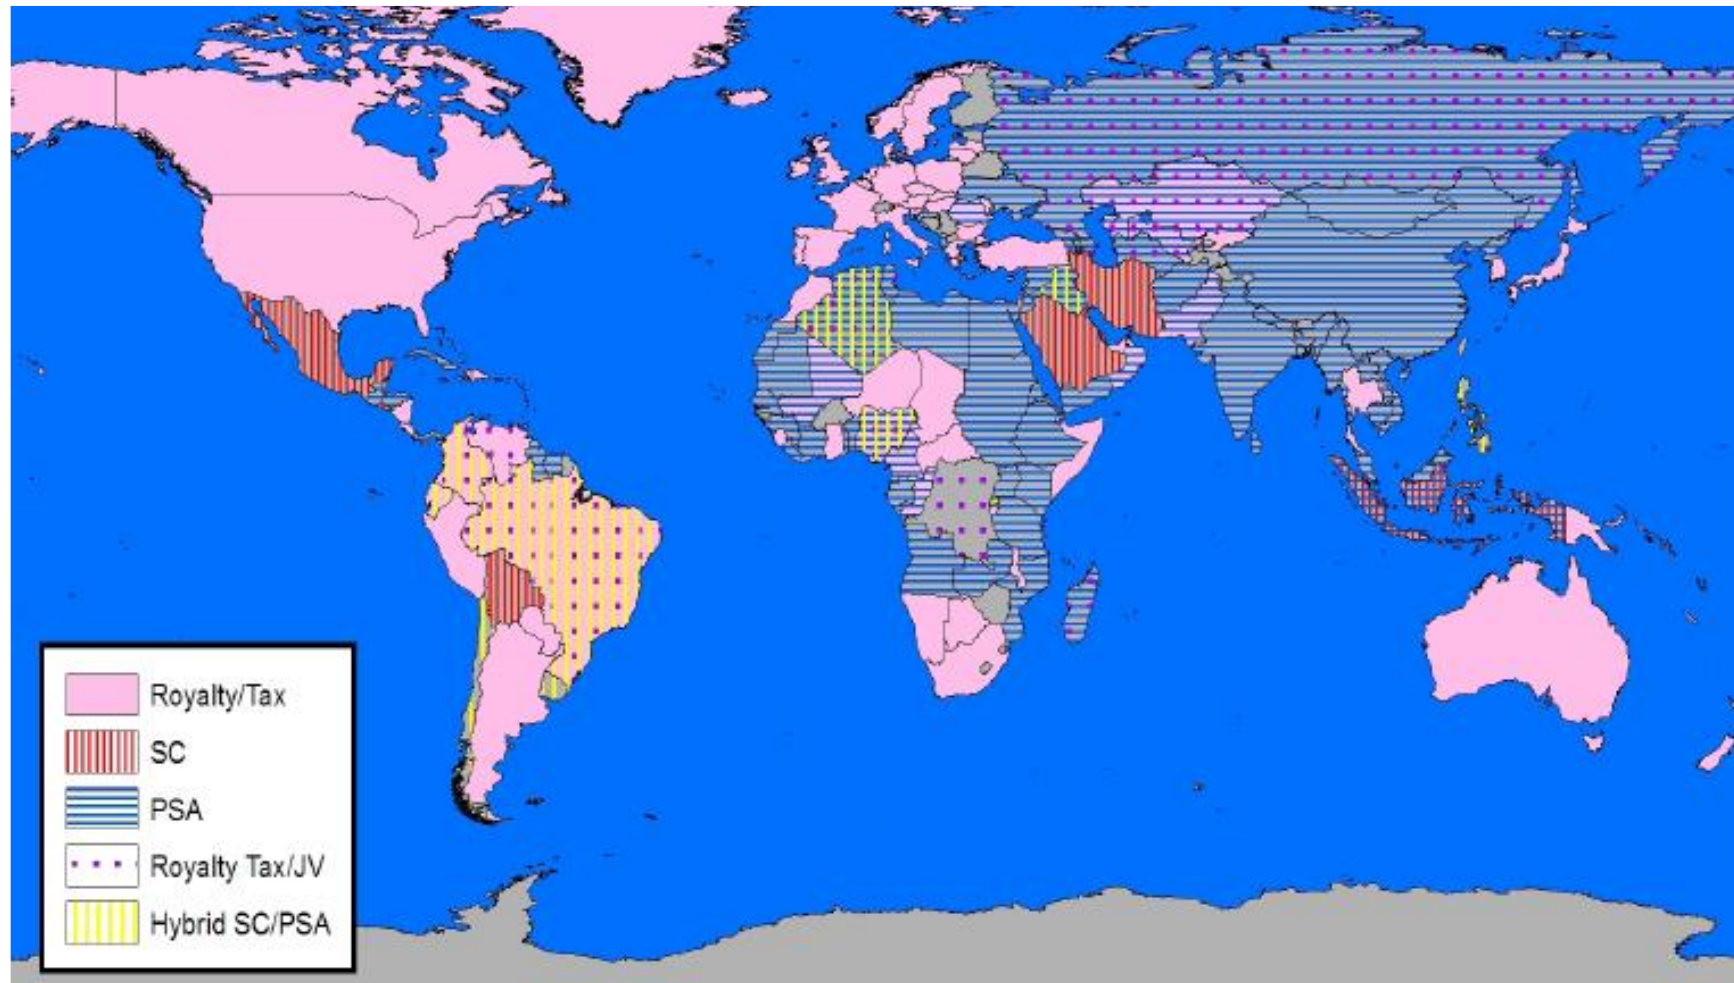 Royalty/Tax
SC
PSA
Royalty Tax/JV
Hybrid SC/PSA